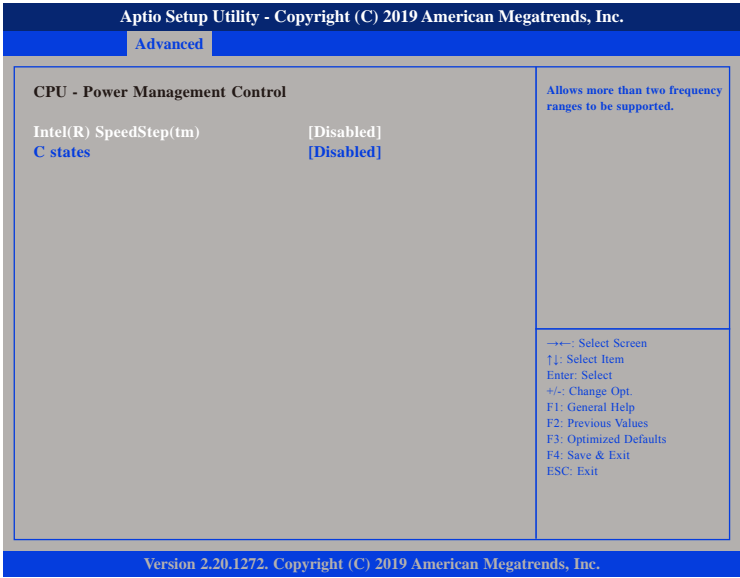 Aptio Setup Utility - Copyright (C) 2019 American Megatrends, Inc.
Advanced
CPU - Power Management Control
Intel(R) SpeedStep(tm) [Disabled]
C states [Disabled]
Allows more than two frequency
ranges to be supported.
→←: Select Screen
↑↓: Select Item
Enter: Select
+/-: Change Opt.
F1: General Help
F2: Previous Values
F3: Optimized Defaults
F4: Save & Exit
ESC: Exit
Version 2.20.1272. Copyright (C) 2019 American Megatrends, Inc.